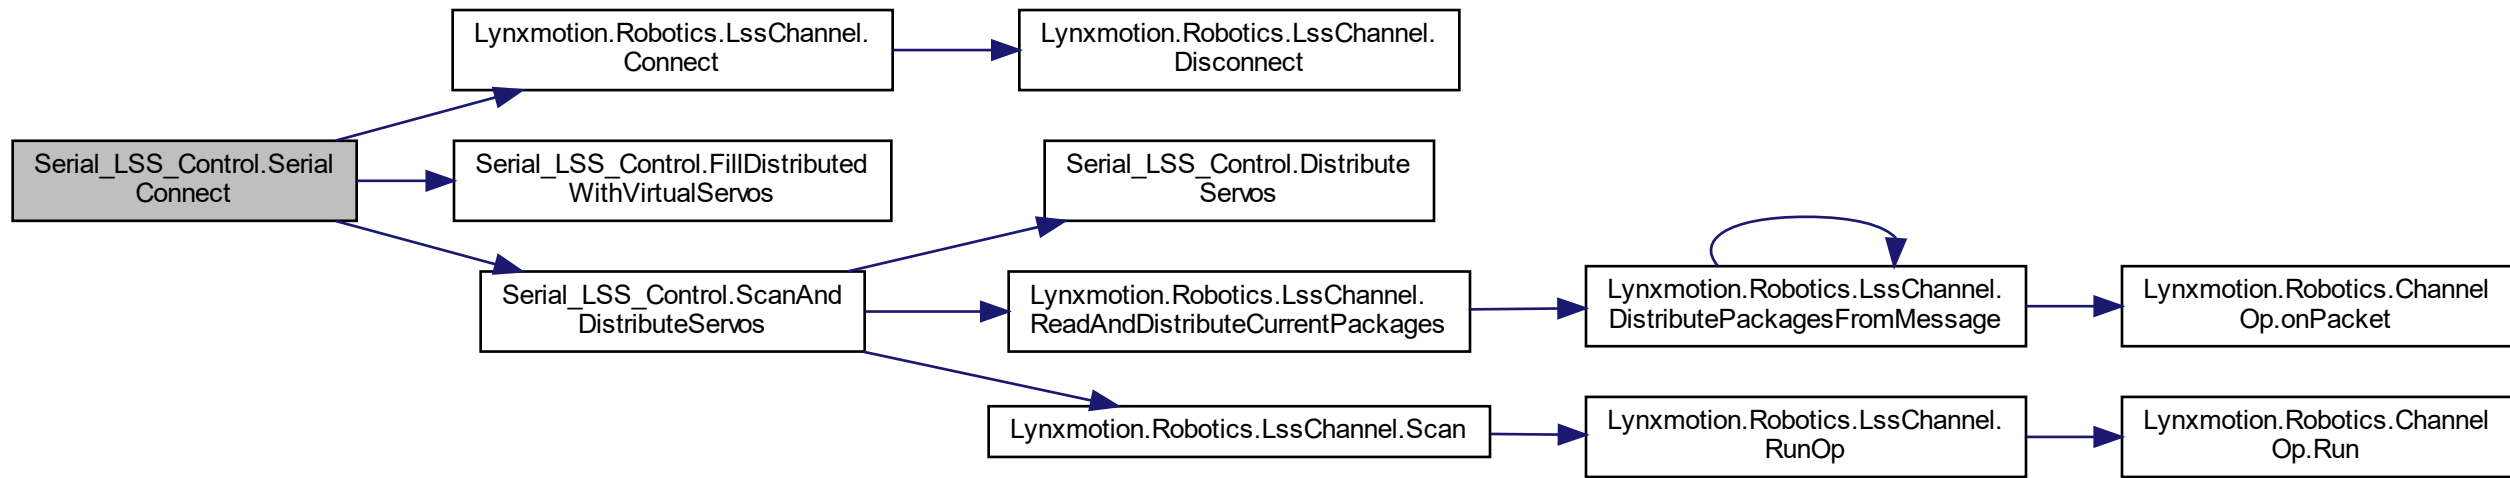 Lynxmotion.Robotics.LssChannel.
Connect
Lynxmotion.Robotics.LssChannel.
Disconnect
Serial_LSS_Control.Serial
Connect
Serial_LSS_Control.FillDistributed
WithVirtualServos
Serial_LSS_Control.Distribute
Servos
Serial_LSS_Control.ScanAnd
DistributeServos
Lynxmotion.Robotics.LssChannel.
ReadAndDistributeCurrentPackages
Lynxmotion.Robotics.LssChannel.
DistributePackagesFromMessage
Lynxmotion.Robotics.Channel
Op.onPacket
Lynxmotion.Robotics.LssChannel.Scan
Lynxmotion.Robotics.LssChannel.
RunOp
Lynxmotion.Robotics.Channel
Op.Run